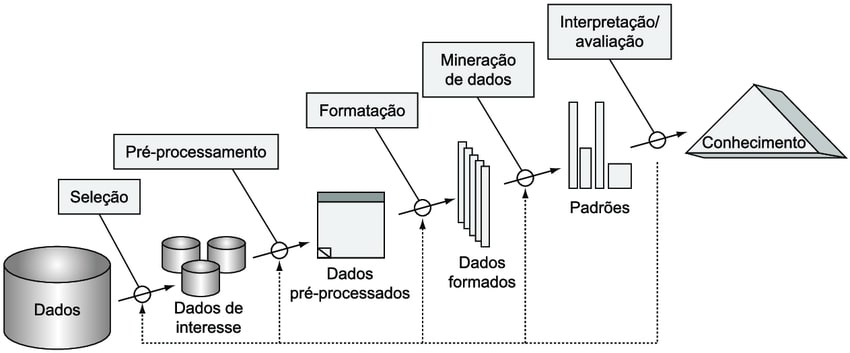 Interpretação/
avaliação
Mineração
de dados
Formatação
Pré-processamento
Seleção
Dados
Dados de
interesse
Dados
pré-processados
Dados
formados
Padrões
Conhecimento